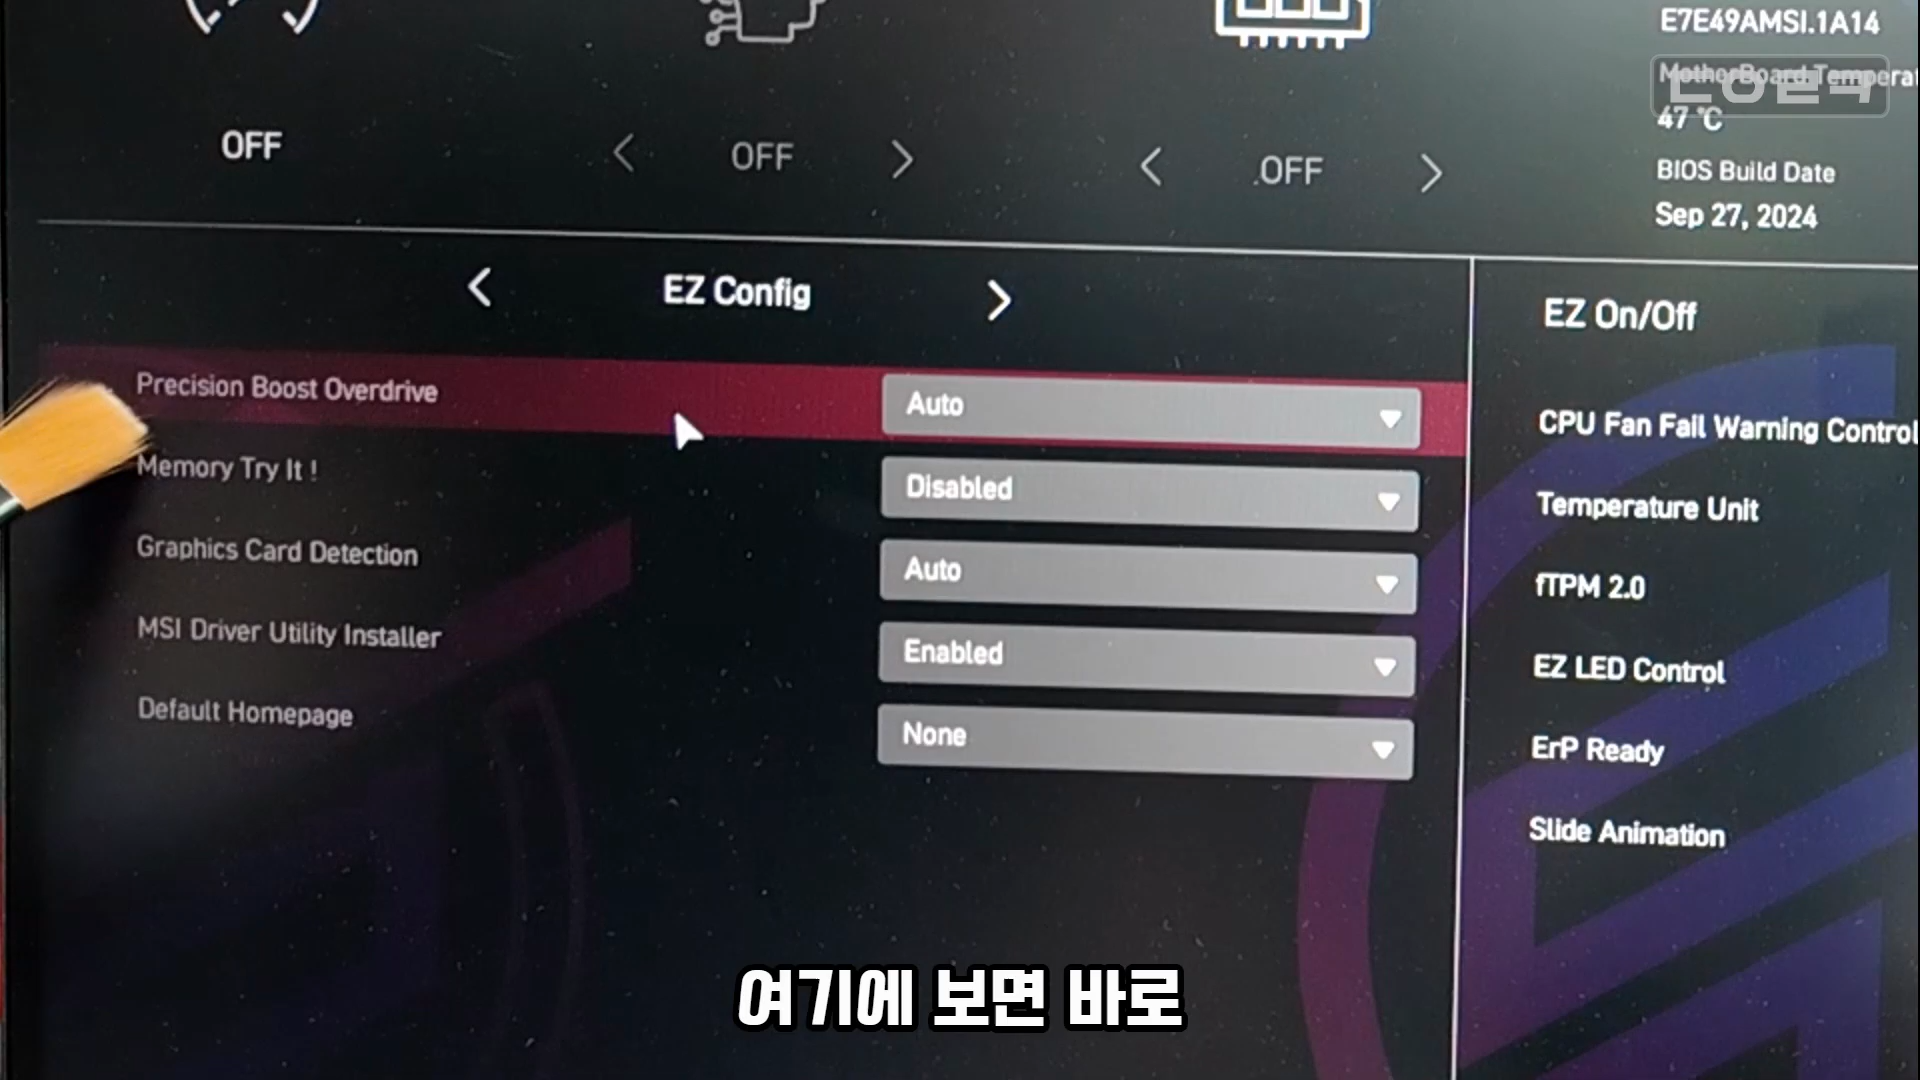 E7E49AMSI.1A14
MotherBoard Temperat
47 °C
OFF
OFF
OFF
BIOS Build Date
Sep 27, 2024
EZ Config
EZ On/Off
Precision Boost Overdrive
Auto
CPU Fan Fail Warning Control
Memory Try It !
Disabled
Temperature Unit
Graphics Card Detection
Auto
fTPM 2.0
MSI Driver Utility Installer
Enabled
EZ LED Control
Default Homepage
None
ErP Ready
Slide Animation
여기에 보면 바로